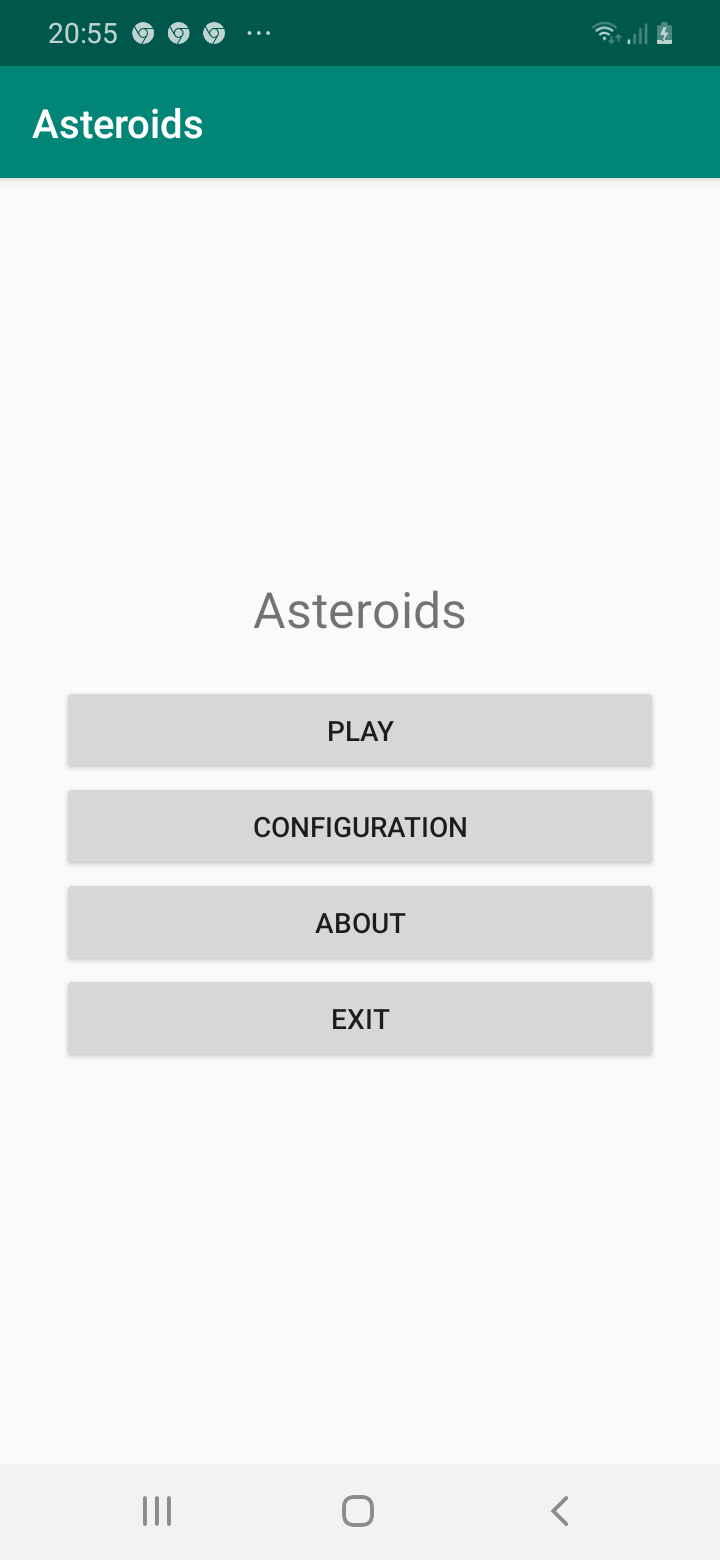 20:55
Asteroids
Asteroids
PLAY
CONFIGURATION
ABOUT
EXIT